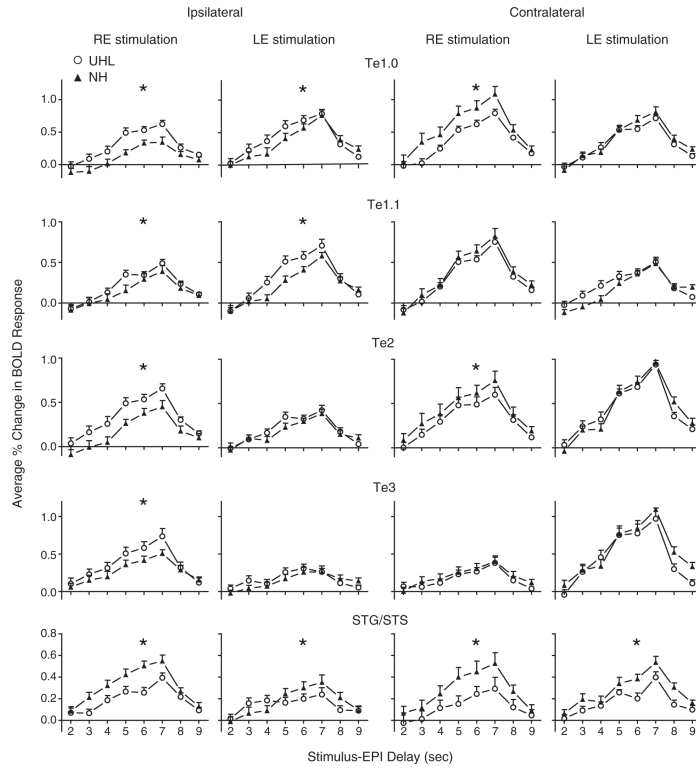 Ipsilateral Contralateral
RE stimulation LE stimulation RE stimulation LE stimulation
UHL
NH
Te1.0
* * *
1.0
0.5
0.0
Te1.1
* *
1.0
0.5
0.0
Te2
* *
1.0
0.5
0.0
Te3
*
1.0
0.5
0.0
STG/STS
* * * *
0.8
0.6
0.4
0.2
0.0
2 3 4 5 6 7 8 9 2 3 4 5 6 7 8 9 2 3 4 5 6 7 8 9 2 3 4 5 6 7 8 9
Stimulus-EPI Delay (sec)
Average % Change in BOLD Response